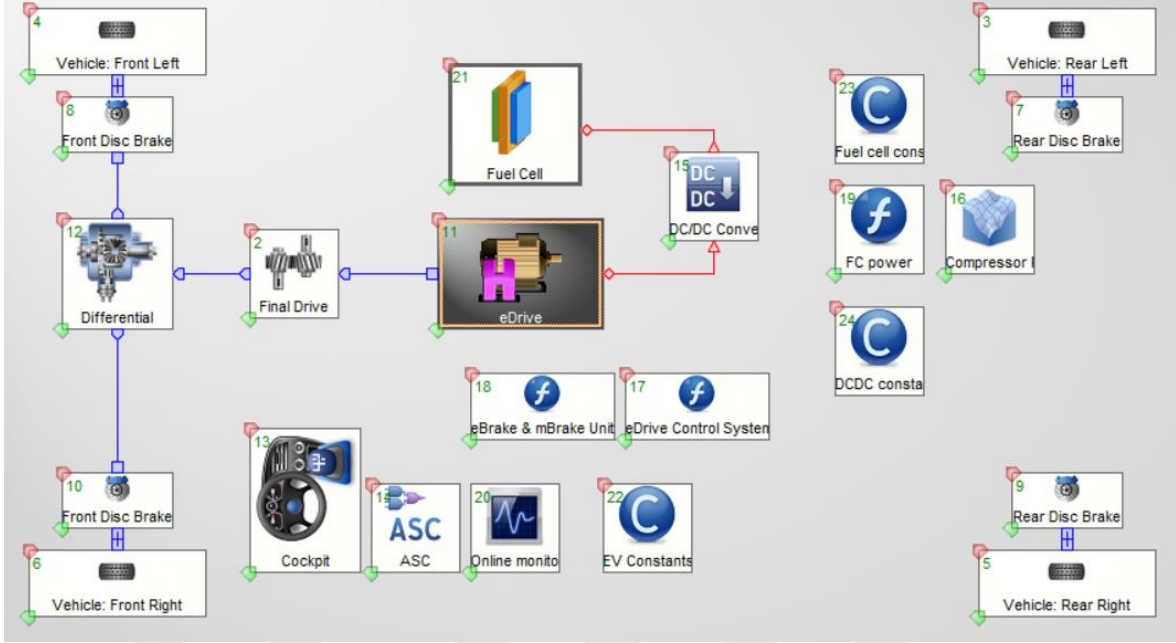 4
Vehicle: Front Left
3
Vehicle: Rear Left
21
Fuel Cell
23
C
Fuel cell cons
8
Front Disc Brake
7
Rear Disc Brake
15
DC
DC
DC/DC Conve
12
Differential
2
Final Drive
11
eDrive
19
f
FC power
16
Compressor
24
C
DCDC consta
18
f
eBrake & mBrake Unit
17
f
eDrive Control System
13
Cockpit
ASC
ASC
20
Online monito
22
C
EV Constants
10
Front Disc Brake
9
Rear Disc Brake
6
Vehicle: Front Right
5
Vehicle: Rear Right